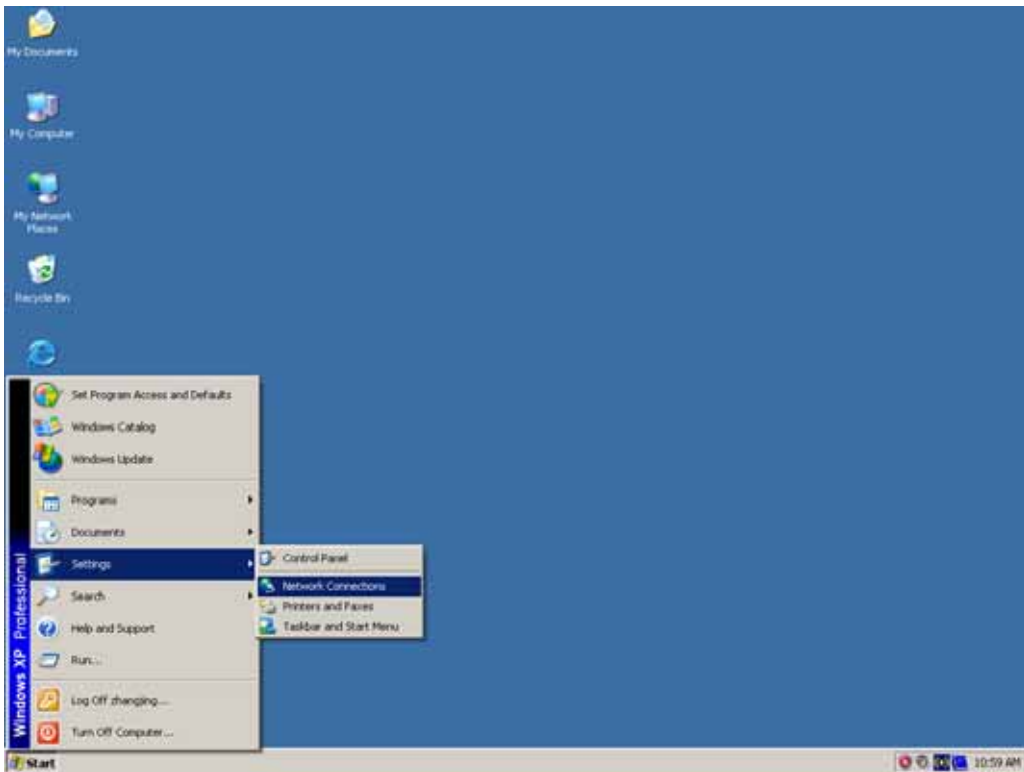 My Documents
My Computer
My Network
Places
Recycle Bin
Set Program Access and Defaults
Windows Catalog
Windows Update
Programs
Documents
Settings
Search
Help and Support
Run...
Log Off zhangjing...
Turn Off Computer...
Windows XP Professional
Control Panel
Network Connections
Printers and Faxes
Taskbar and Start Menu
Start
10:59 AM